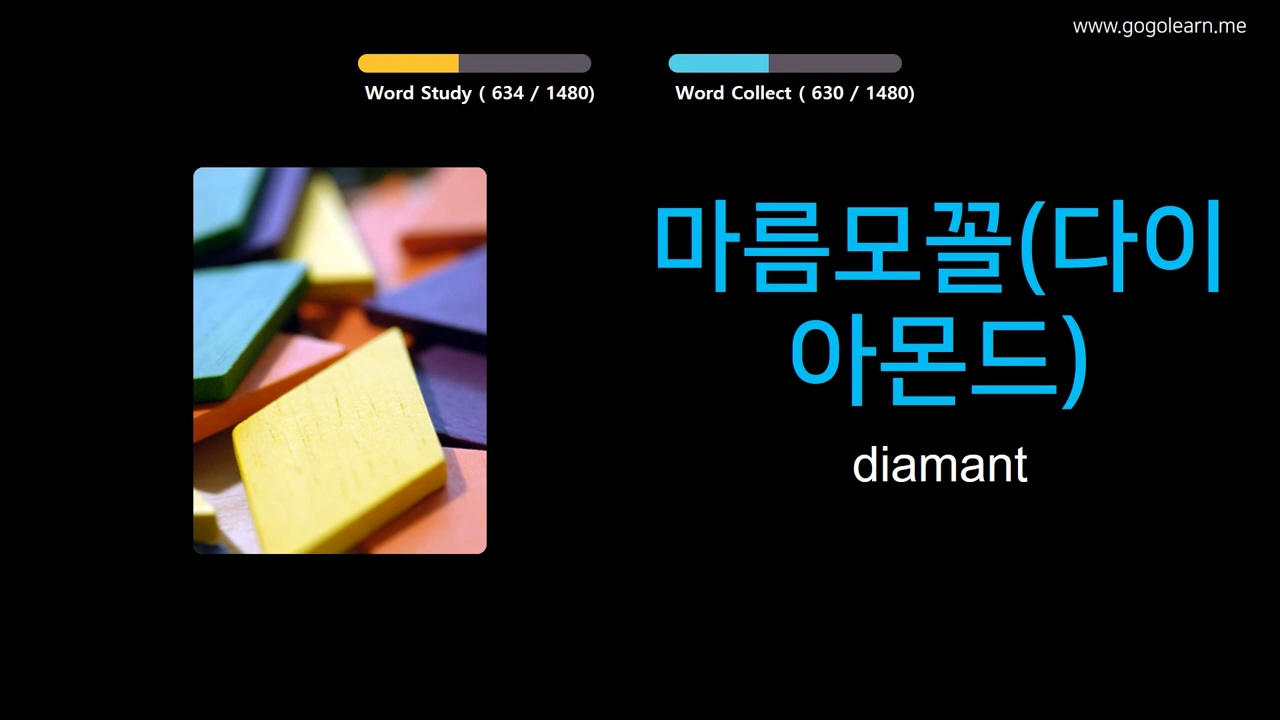 www.gogolearn.me
Word Study ( 634 / 1480)
Word Collect ( 630 / 1480)
마름모꼴(다이
아몬드)
diamant